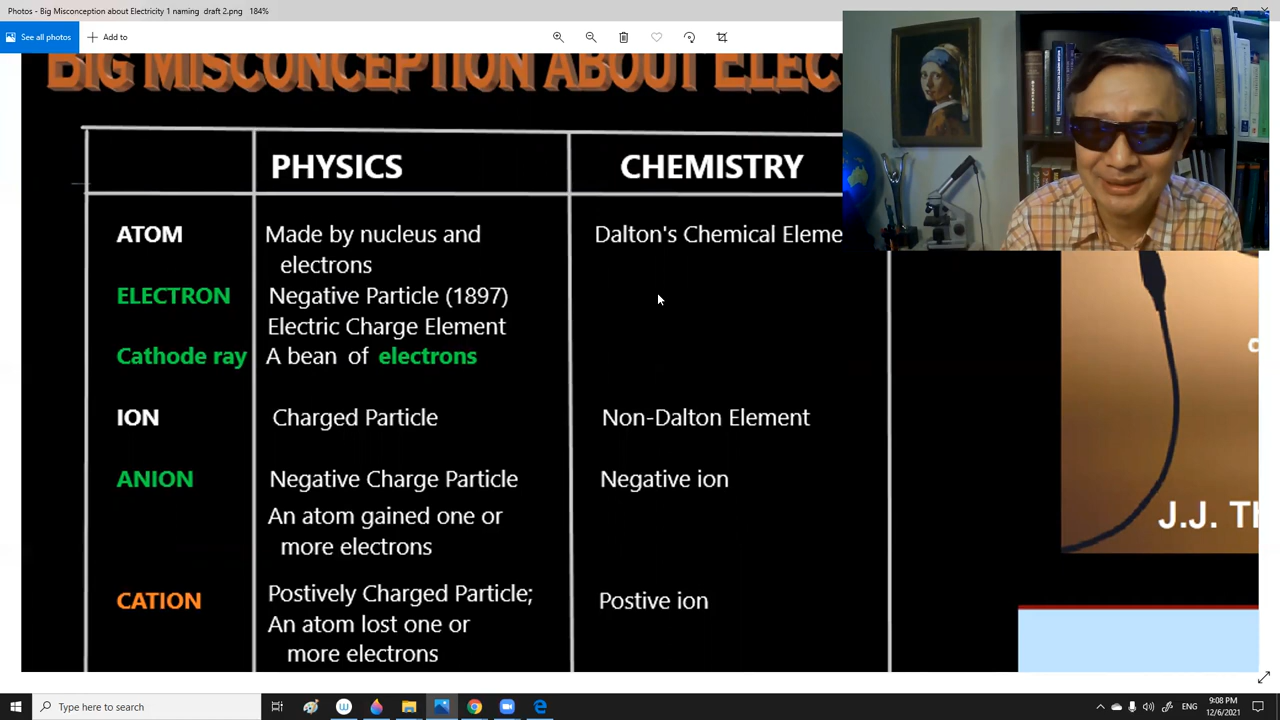 Photos - Big Misconception about Electricity 1 naming draft 2.png 184%
See all photos
Add to
BIG MISCONCEPTION ABOUT ELEC
PHYSICS
CHEMISTRY
ATOM
Made by nucleus and
electrons
Dalton's Chemical Eleme
ELECTRON
Negative Particle (1897)
Electric Charge Element
Cathode ray
A bean of electrons
ION
Charged Particle
Non-Dalton Element
ANION
Negative Charge Particle
Negative ion
An atom gained one or
more electrons
CATION
Postively Charged Particle;
Postive ion
An atom lost one or
more electrons
J.J. Th
Type here to search
ENG
9:08 PM
12/6/2021